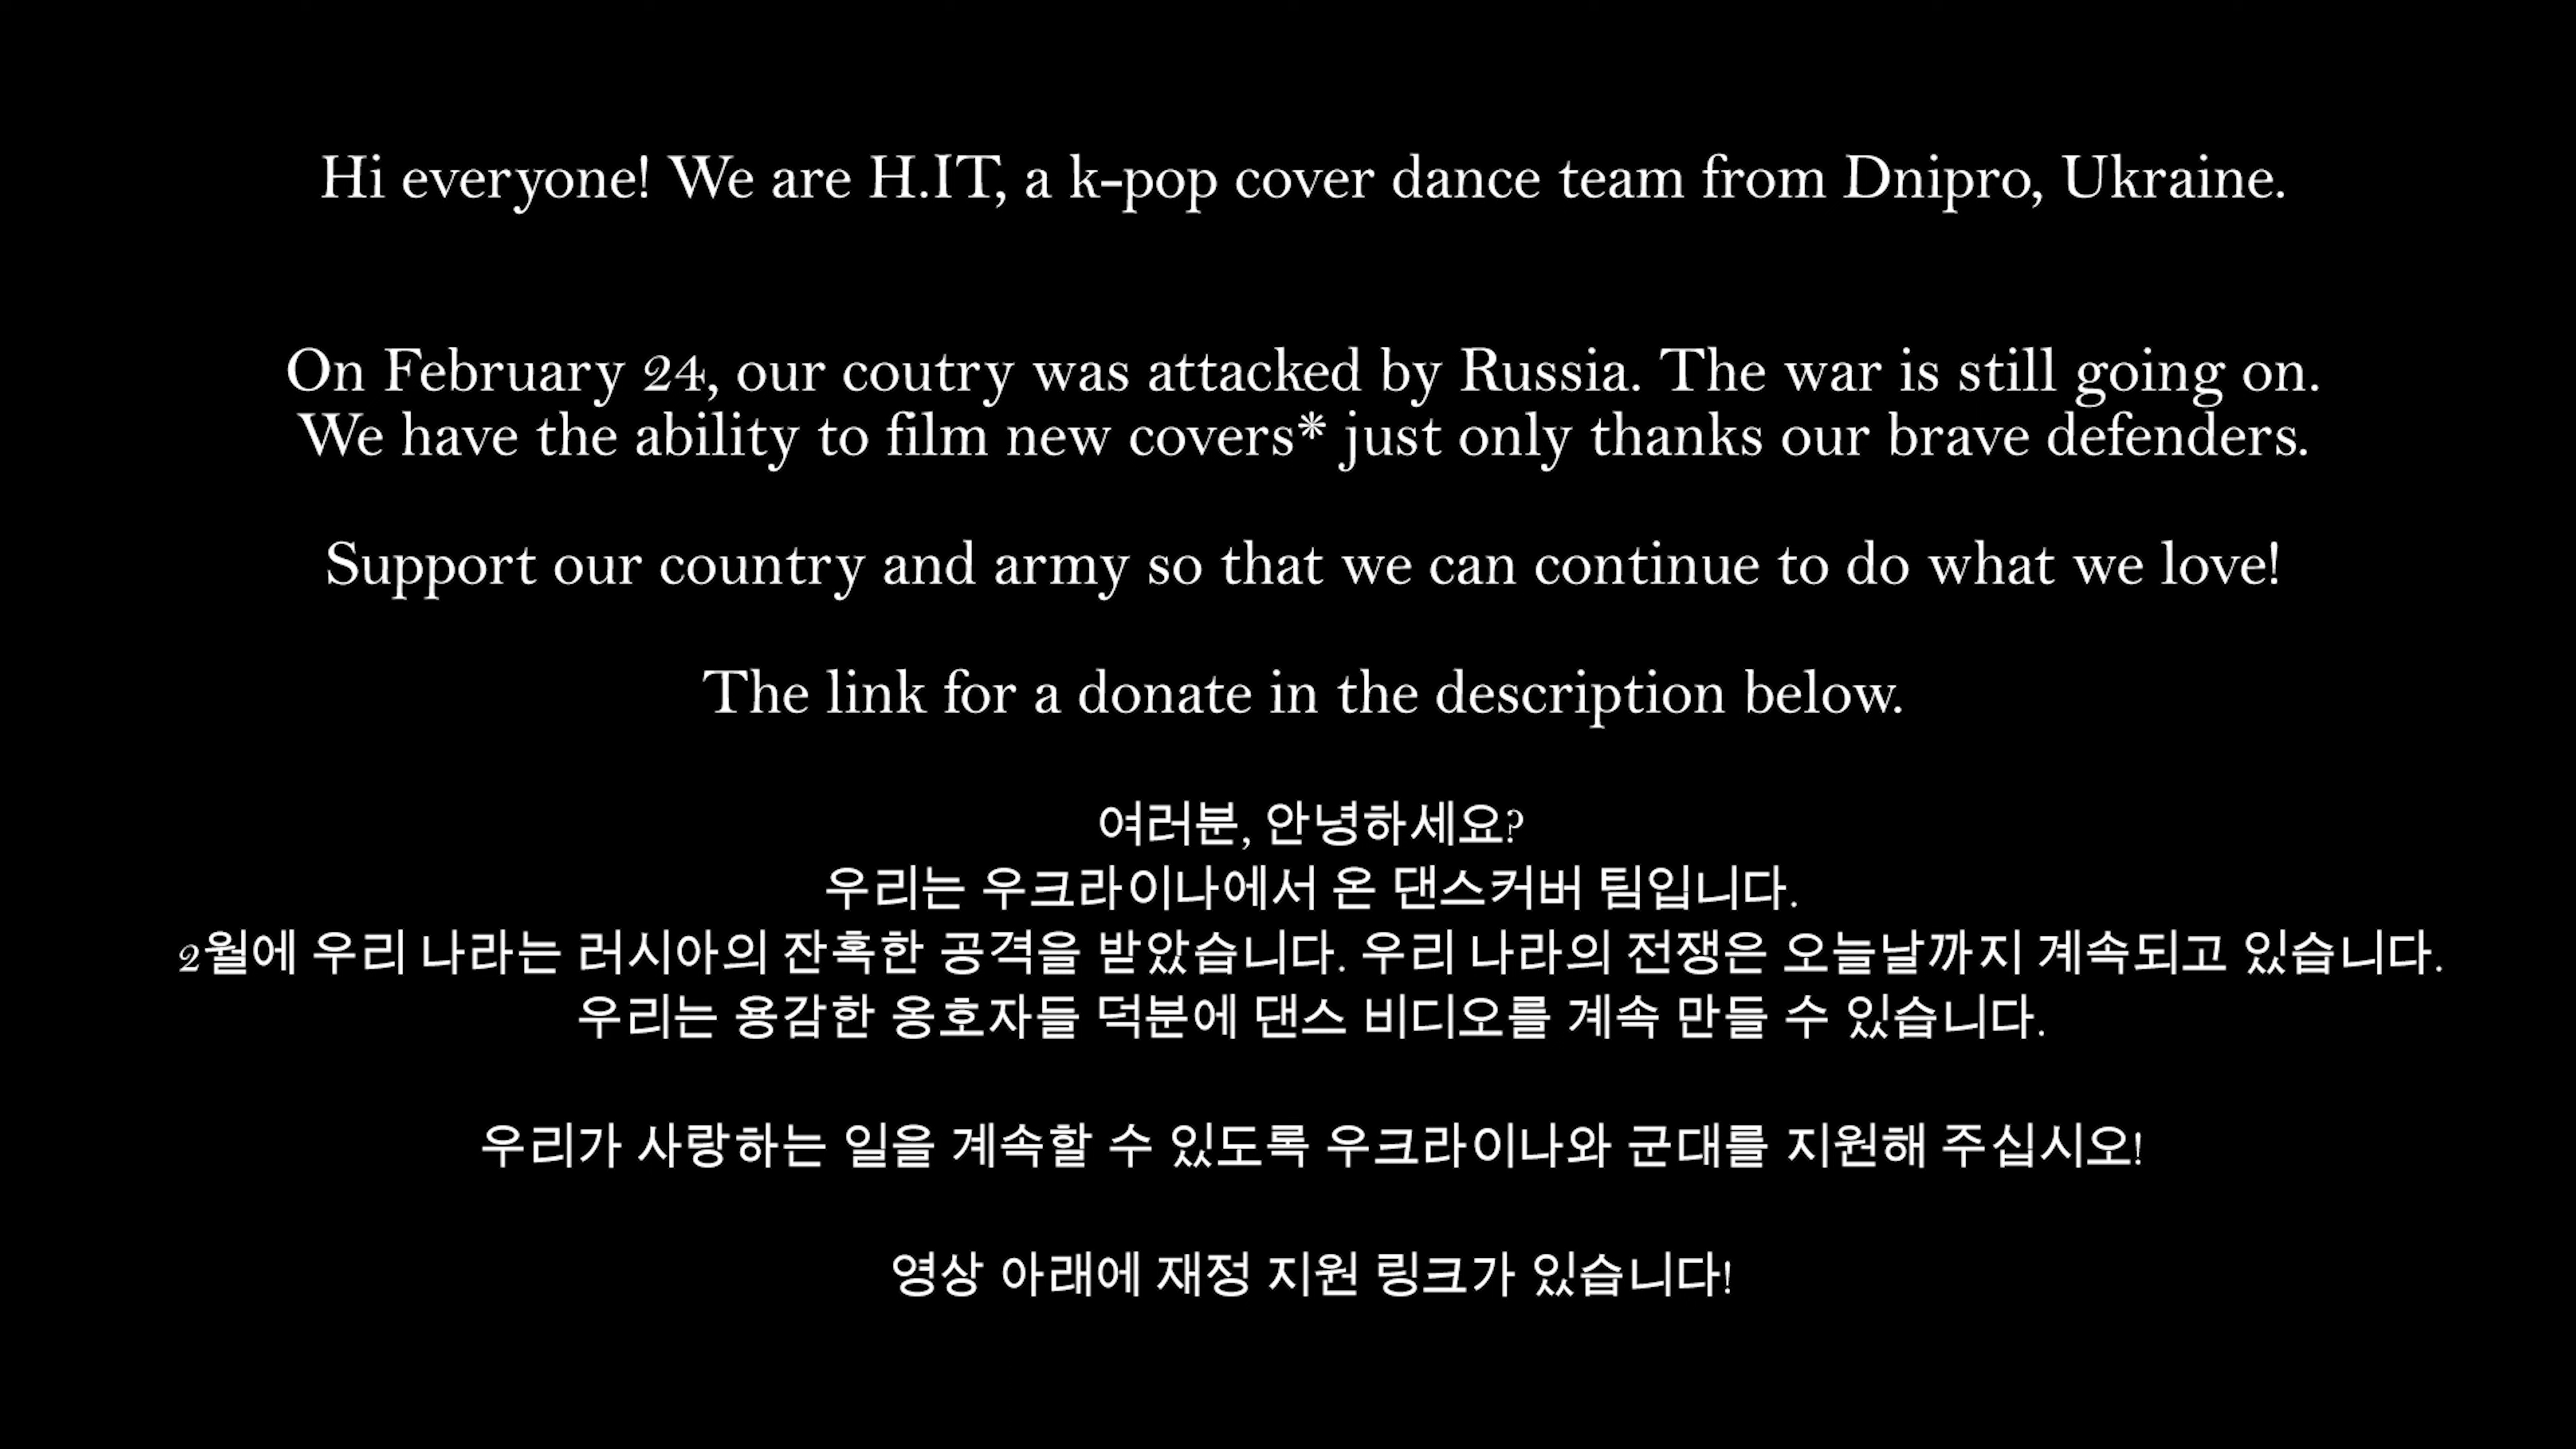 Hi everyone! We are H.IT, a k-pop cover dance team from Dnipro, Ukraine.
On February 24, our coutry was attacked by Russia. The war is still going on.
We have the ability to film new covers* just only thanks our brave defenders.
Support our country and army so that we can continue to do what we love!
The link for a donate in the description below.
여러분, 안녕하세요?
우리는 우크라이나에서 온 댄스커버 팀입니다.
2월에 우리 나라는 러시아의 잔혹한 공격을 받았습니다. 우리 나라의 전쟁은 오늘날까지 계속되고 있습니다.
우리는 용감한 옹호자들 덕분에 댄스 비디오를 계속 만들 수 있습니다.
우리가 사랑하는 일을 계속할 수 있도록 우크라이나와 군대를 지원해 주십시오!
영상 아래에 재정 지원 링크가 있습니다!